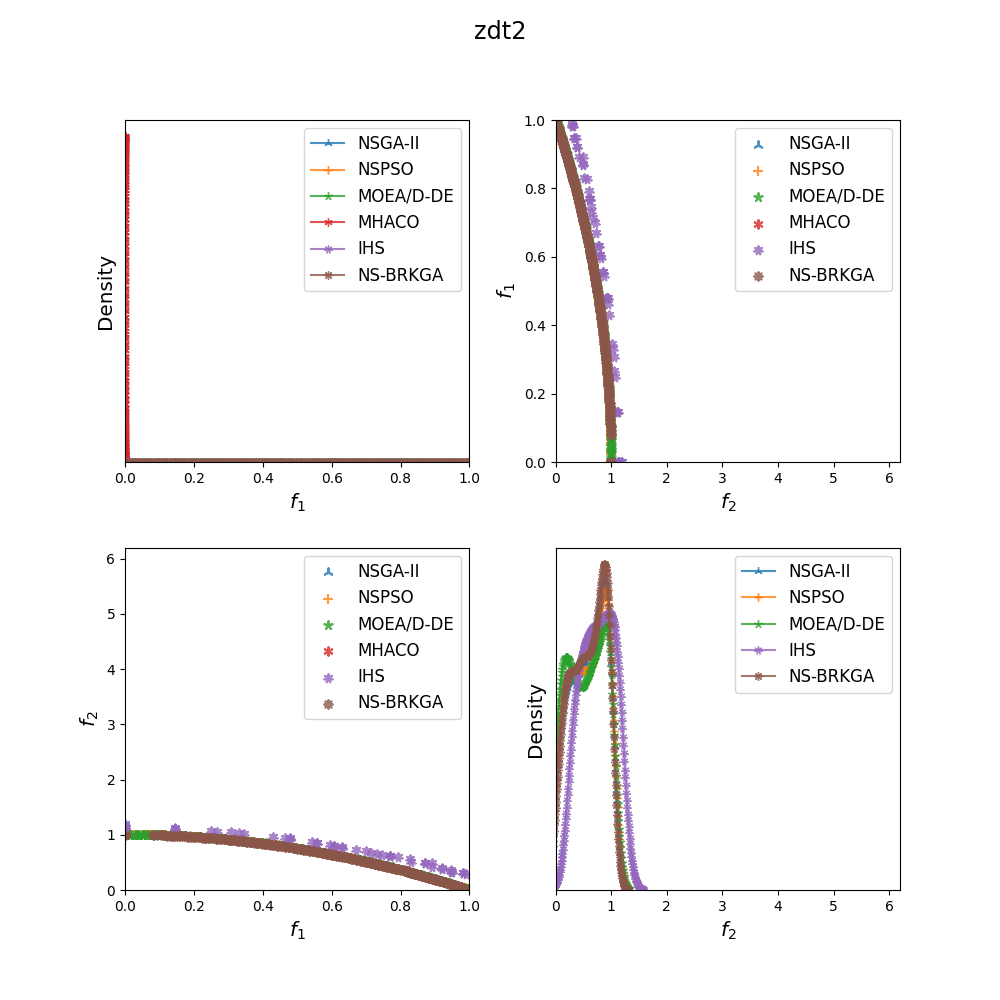 zdt2
Density
NSGA-II
NSPSO
MOEA/D-DE
MHACO
IHS
NS-BRKGA
0.0 0.2 0.4 0.6 0.8 1.0
f1
f1
1.0
0.8
0.6
0.4
0.2
0.0
NSGA-II
NSPSO
MOEA/D-DE
MHACO
IHS
NS-BRKGA
0 1 2 3 4 5 6
f2
f2
6
5
4
3
2
1
0
NSGA-II
NSPSO
MOEA/D-DE
MHACO
IHS
NS-BRKGA
0.0 0.2 0.4 0.6 0.8 1.0
f1
Density
NSGA-II
NSPSO
MOEA/D-DE
IHS
NS-BRKGA
0 1 2 3 4 5 6
f2